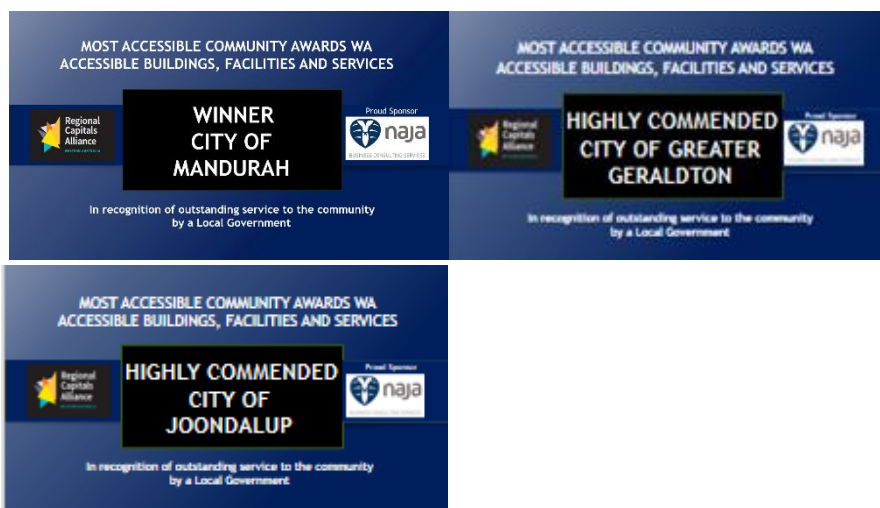 MOST ACCESSIBLE COMMUNITY AWARDS WA
ACCESSIBLE BUILDINGS, FACILITIES AND SERVICES
Regional
Capitals
Alliance
WINNER
CITY OF
MANDURAH
Proud Sponsor
naja
BUSINESS CONSULTING SERVICES
In recognition of outstanding service to the community
by a Local Government
MOST ACCESSIBLE COMMUNITY AWARDS WA
ACCESSIBLE BUILDINGS, FACILITIES AND SERVICES
Regional
Capitals
Alliance
HIGHLY COMMENDED
CITY OF GREATER
GERALDTON
Proud Sponsor
naja
In recognition of outstanding service to the community
by a Local Government
MOST ACCESSIBLE COMMUNITY AWARDS WA
ACCESSIBLE BUILDINGS, FACILITIES AND SERVICES
Regional
Capitals
Alliance
HIGHLY COMMENDED
CITY OF
JOONDALUP
Proud Sponsor
naja
In recognition of outstanding service to the community
by a Local Government